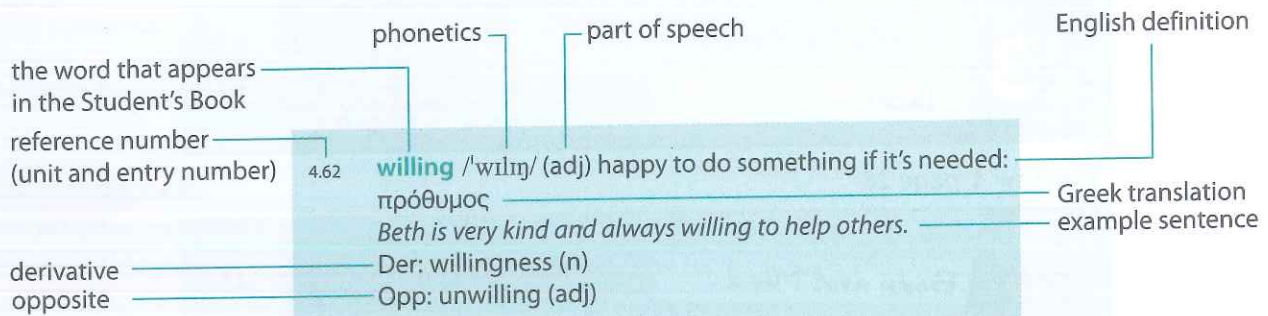 phonetics
part of speech
English definition
the word that appears
in the Student's Book
reference number
(unit and entry number)
4.62 willing /ˈwɪlɪŋ/ (adj) happy to do something if it's needed:
πρόθυμος
Greek translation
Beth is very kind and always willing to help others.
example sentence
derivative
Der: willingness (n)
opposite
Opp: unwilling (adj)